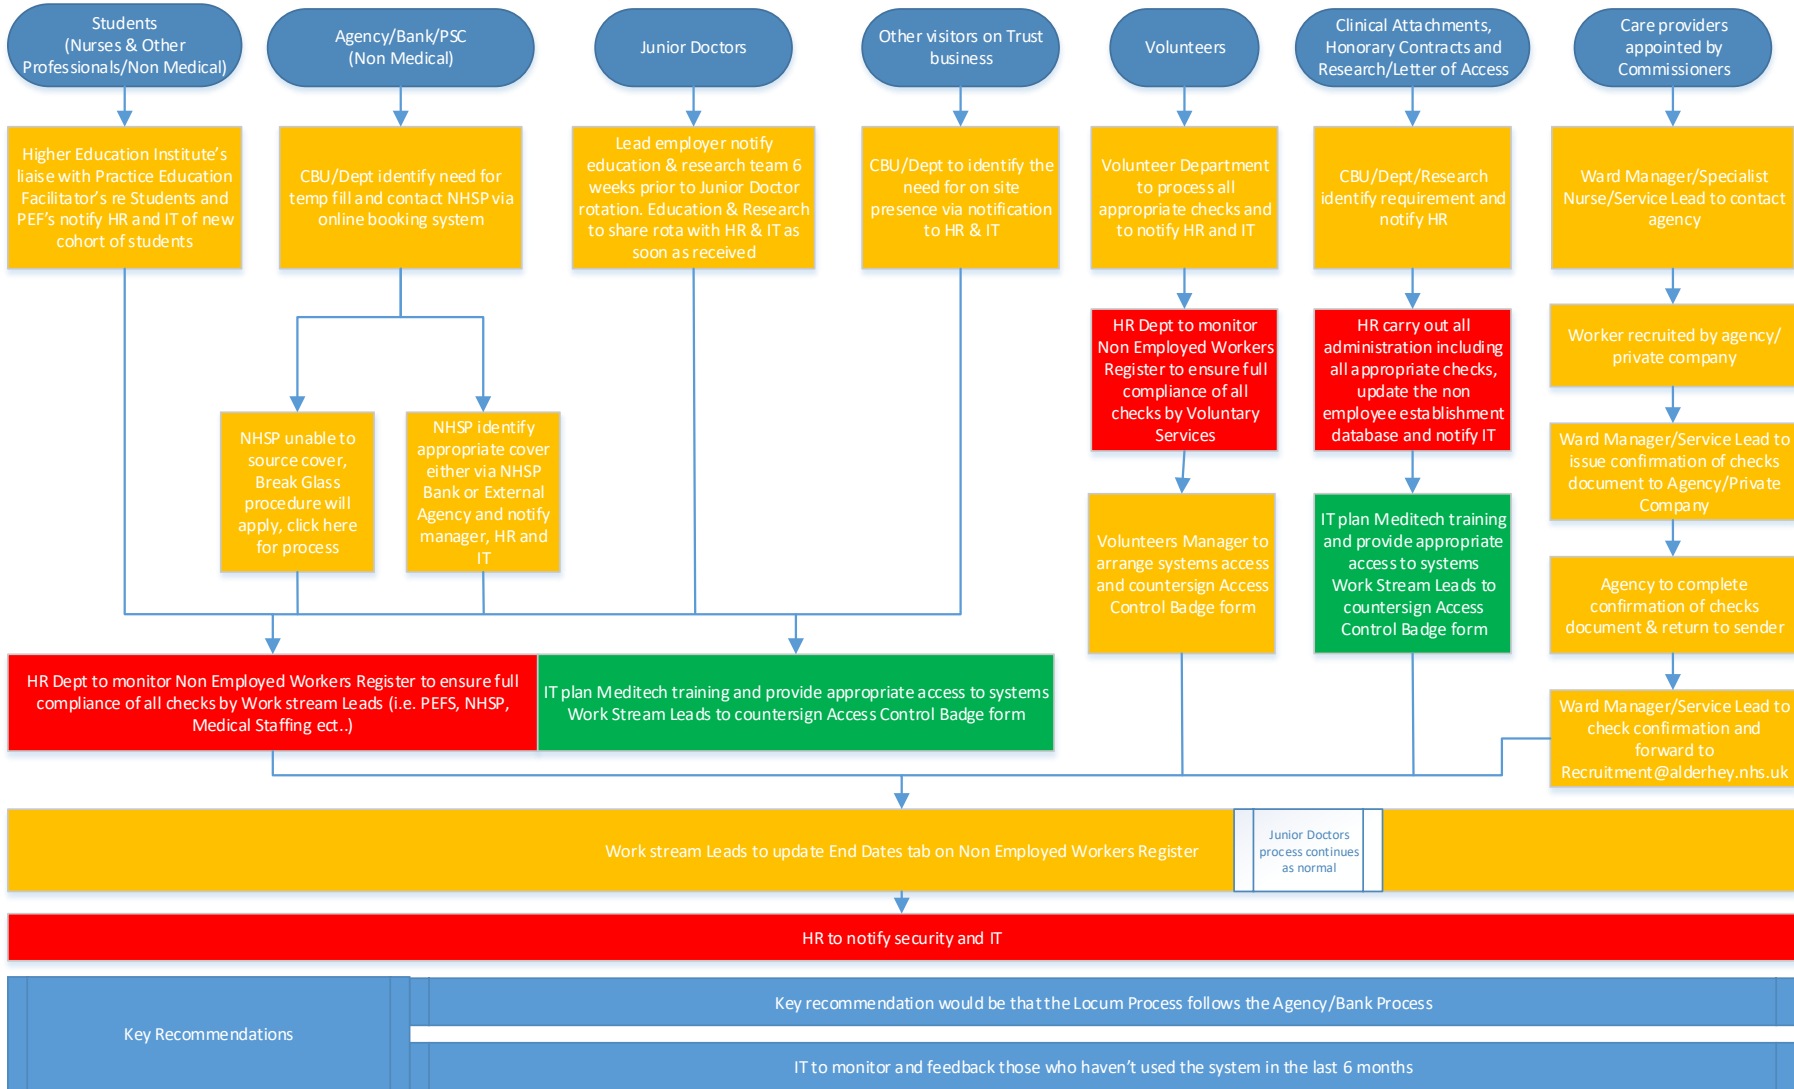 Students
(Nurses & Other
Professionals/Non Medical)
Agency/Bank/PSC
(Non Medical)
Junior Doctors
Other visitors on Trust
business
Volunteers
Clinical Attachments,
Honorary Contracts and
Research/Letter of Access
Care providers
appointed by
Commissioners
Higher Education Institute's
liaise with Practice Education
Facilitator's re Students and
PEF's notify HR and IT of new
cohort of students
CBU/Dept identify need for
temp fill and contact NHSP via
online booking system
Lead employer notify
education & research team 6
weeks prior to Junior Doctor
rotation. Education & Research
to share rota with HR & IT as
soon as received
CBU/Dept to identify the
need for on site
presence via notification
to HR & IT
Volunteer Department
to process all
appropriate checks and
to notify HR and IT
CBU/Dept/Research
identify requirement and
notify HR
Ward Manager/Specialist
Nurse/Service Lead to contact
agency
HR Dept to monitor
Non Employed Workers
Register to ensure full
compliance of all
checks by Voluntary
Services
HR carry out all
administration including
all appropriate checks,
update the non
employee establishment
database and notify IT
Worker recruited by agency/
private company
NHSP unable to
source cover,
Break Glass
procedure will
apply, click here
for process
NHSP identify
appropriate cover
either via NHSP
Bank or External
Agency and notify
manager, HR and
IT
Ward Manager/Service Lead to
issue confirmation of checks
document to Agency/Private
Company
Volunteers Manager to
arrange systems access
and countersign Access
Control Badge form
IT plan Meditech training
and provide appropriate
access to systems
Work Stream Leads to
countersign Access
Control Badge form
Agency to complete
confirmation of checks
document & return to sender
HR Dept to monitor Non Employed Workers Register to ensure full
compliance of all checks by Work stream Leads (i.e. PEFS, NHSP,
Medical Staffing ect..)
IT plan Meditech training and provide appropriate access to systems
Work Stream Leads to countersign Access Control Badge form
Ward Manager/Service Lead to
check confirmation and
forward to
Recruitment@alderhey.nhs.uk
Work stream Leads to update End Dates tab on Non Employed Workers Register
Junior Doctors
process continues
as normal
HR to notify security and IT
Key Recommendations
Key recommendation would be that the Locum Process follows the Agency/Bank Process
IT to monitor and feedback those who haven't used the system in the last 6 months